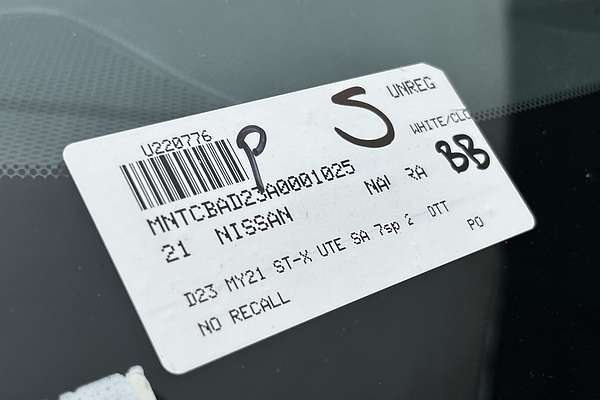 U220776 P S UNREG
WHITE/CLO
MNTCBAD23A0001025 BB
21 NISSAN NA RA
D23 MY21 ST-X UTE SA 7sp 2 DTT
NO RECALL PO